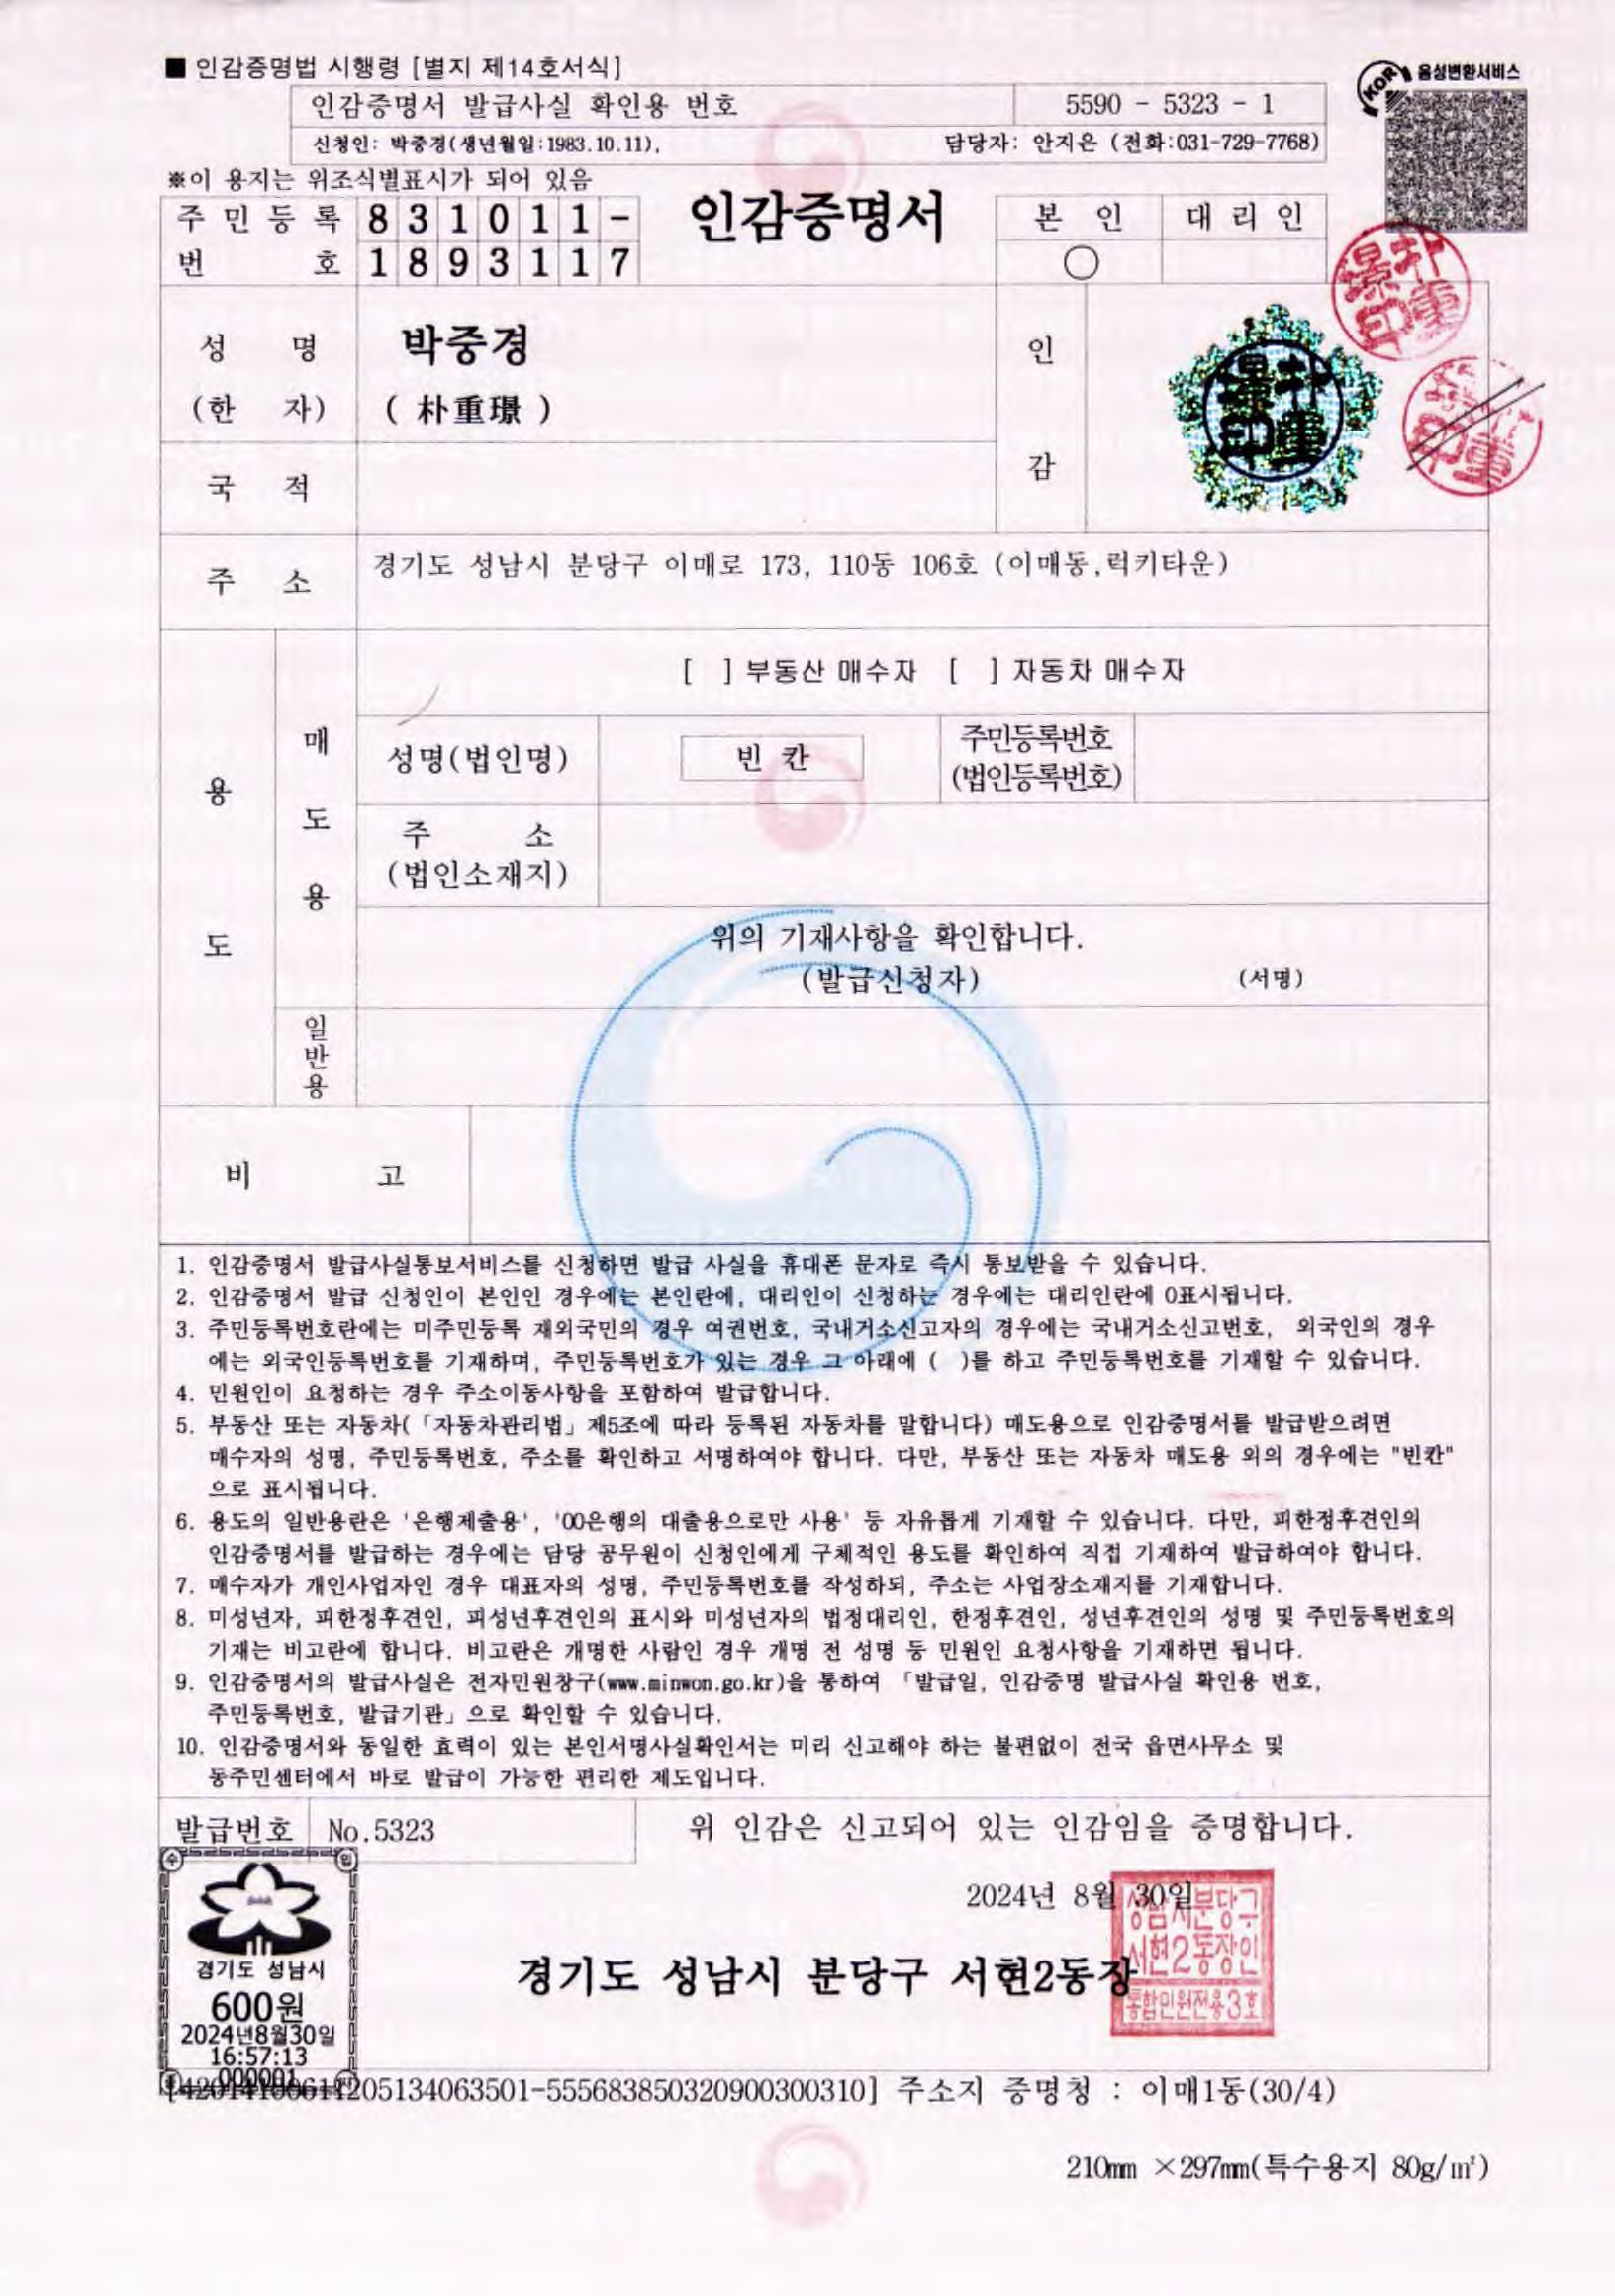 ■ 인감증명법 시행령 [별지 제14호서식]
음성변환서비스
KOR
인감증명서 발급사실 확인용 번호 5590 - 5323 - 1
신청인: 박중경(생년월일:1983.10.11), 담당자: 안지은 (전화:031-729-7768)
※이 용지는 위조식별표시가 되어 있음
주민등록 831011-
번호 1893117
인감증명서
본 인 대 리 인
○
성 명 박중경
(한 자) ( 朴重璟 )
인
감
朴重璟印
국 적
주 소 경기도 성남시 분당구 이매로 173, 110동 106호 (이매동,럭키타운)
용
도
매
도
용
[ ] 부동산 매수자 [ ] 자동차 매수자
성명(법인명) 빈 칸 주민등록번호
(법인등록번호)
주 소
(법인소재지)
위의 기재사항을 확인합니다.
(발급신청자) (서명)
일
반
용
비 고
1. 인감증명서 발급사실통보서비스를 신청하면 발급 사실을 휴대폰 문자로 즉시 통보받을 수 있습니다.
2. 인감증명서 발급 신청인이 본인인 경우에는 본인란에, 대리인이 신청하는 경우에는 대리인란에 0표시됩니다.
3. 주민등록번호란에는 미주민등록 재외국민의 경우 여권번호, 국내거소신고자의 경우에는 국내거소신고번호, 외국인의 경우
에는 외국인등록번호를 기재하며, 주민등록번호가 있는 경우 그 아래에 ( )를 하고 주민등록번호를 기재할 수 있습니다.
4. 민원인이 요청하는 경우 주소이동사항을 포함하여 발급합니다.
5. 부동산 또는 자동차(「자동차관리법」제5조에 따라 등록된 자동차를 말합니다) 매도용으로 인감증명서를 발급받으려면
매수자의 성명, 주민등록번호, 주소를 확인하고 서명하여야 합니다. 다만, 부동산 또는 자동차 매도용 외의 경우에는 "빈칸"
으로 표시됩니다.
6. 용도의 일반용란은 '은행제출용', '00은행의 대출용으로만 사용' 등 자유롭게 기재할 수 있습니다. 다만, 피한정후견인의
인감증명서를 발급하는 경우에는 담당 공무원이 신청인에게 구체적인 용도를 확인하여 직접 기재하여 발급하여야 합니다.
7. 매수자가 개인사업자인 경우 대표자의 성명, 주민등록번호를 작성하되, 주소는 사업장소재지를 기재합니다.
8. 미성년자, 피한정후견인, 피성년후견인의 표시와 미성년자의 법정대리인, 한정후견인, 성년후견인의 성명 및 주민등록번호의
기재는 비고란에 합니다. 비고란은 개명한 사람인 경우 개명 전 성명 등 민원인 요청사항을 기재하면 됩니다.
9. 인감증명서의 발급사실은 전자민원창구(www.minwon.go.kr)을 통하여 「발급일, 인감증명 발급사실 확인용 번호,
주민등록번호, 발급기관」으로 확인할 수 있습니다.
10. 인감증명서와 동일한 효력이 있는 본인서명사실확인서는 미리 신고해야 하는 불편없이 전국 읍면사무소 및
동주민센터에서 바로 발급이 가능한 편리한 제도입니다.
발급번호 No.5323 위 인감은 신고되어 있는 인감임을 증명합니다.
수 입
2024년 8월 30일
경기도 성남시 분당구 서현2동장
성남시분당구
서현2동장인
통합민원전용3호
경기도 성남시
600원
2024년8월30일
16:57:13
000001
[42014100614205134063501-555683850320900300310] 주소지 증명청 : 이매1동(30/4)
210mm ×297mm(특수용지 80g/㎡)